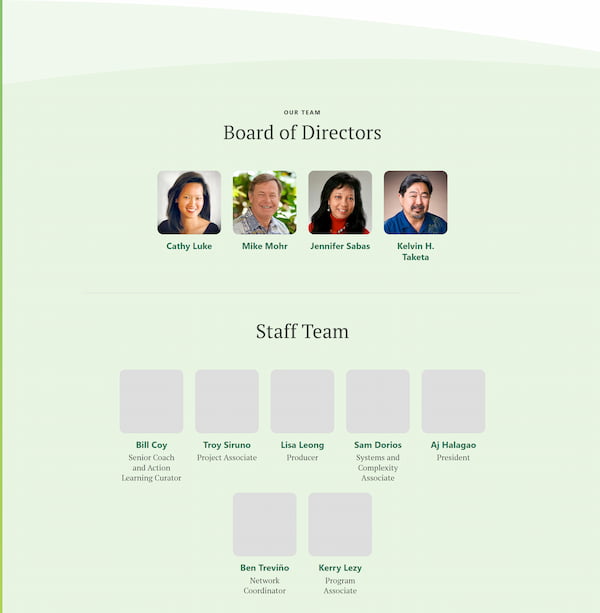 OUR TEAM
Board of Directors
Cathy Luke
Mike Mohr
Jennifer Sabas
Kelvin H.
Taketa
Staff Team
Bill Coy
Senior Coach
and Action
Learning Curator
Troy Siruno
Project Associate
Lisa Leong
Producer
Sam Dorios
Systems and
Complexity
Associate
Aj Halagao
President
Ben Treviño
Network
Coordinator
Kerry Lezy
Program
Associate